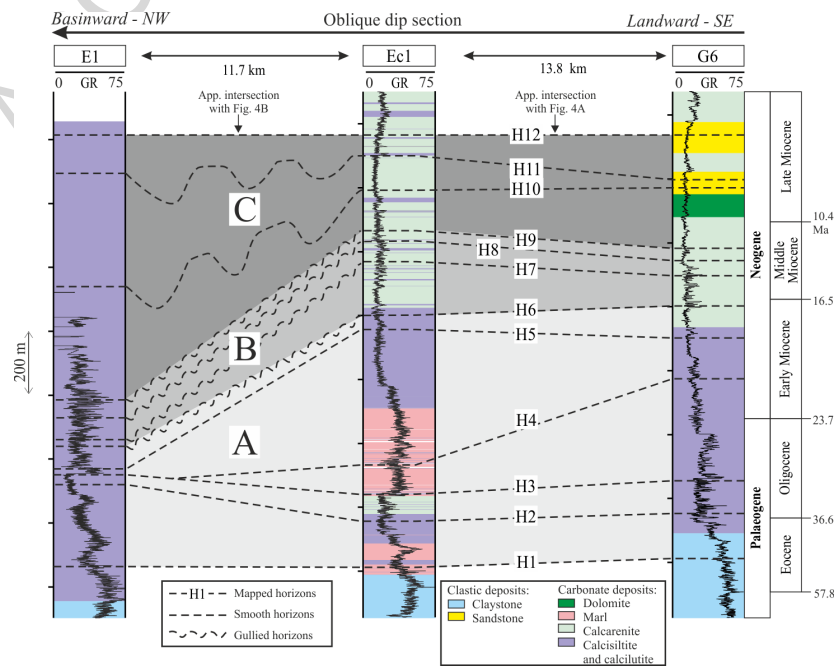 Basinward - NW
Oblique dip section
Landward - SE
E1
11.7 km
Ec1
13.8 km
G6
0 GR 75
0 GR 75
0 GR 75
App. intersection
with Fig. 4B
App. intersection
with Fig. 4A
H12
H11
H10
H9
H8
H7
H6
H5
H4
H3
H2
H1
C
B
A
200 m
Late Miocene
10.4
Ma
Middle
Miocene
Neogene
16.5
Early Miocene
23.7
Oligocene
Palaeogene
36.6
Eocene
57.8
H1 Mapped horizons
Smooth horizons
Gullied horizons
Clastic deposits:
Claystone
Sandstone
Carbonate deposits:
Dolomite
Marl
Calcarenite
Calcisiltite
and calcilutite